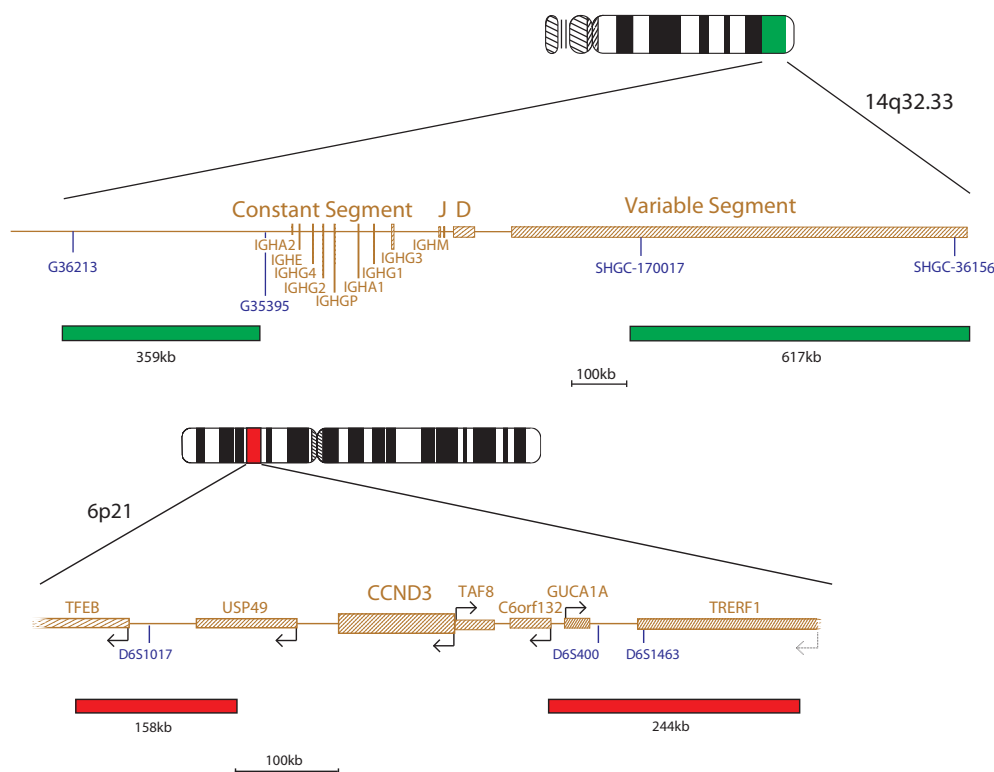 14q32.33
Constant Segment J D Variable Segment
G36213
G35395
IGHA2
IGHE
IGHG4
IGHG2
IGHGP
IGHA1
IGHG1
IGHG3
IGHM
SHGC-170017
SHGC-36156
359kb
617kb
100kb
6p21
TFEB
USP49
CCND3
TAF8
C6orf132
GUCA1A
TRERF1
D6S1017
D6S400
D6S1463
158kb
244kb
100kb